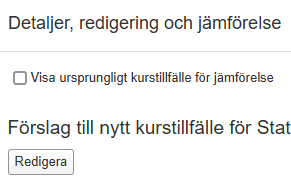 Detaljer, redigering och jämförelse
Visa ursprungligt kurstillfälle för jämförelse
Förslag till nytt kurstillfälle för Stat
Redigera